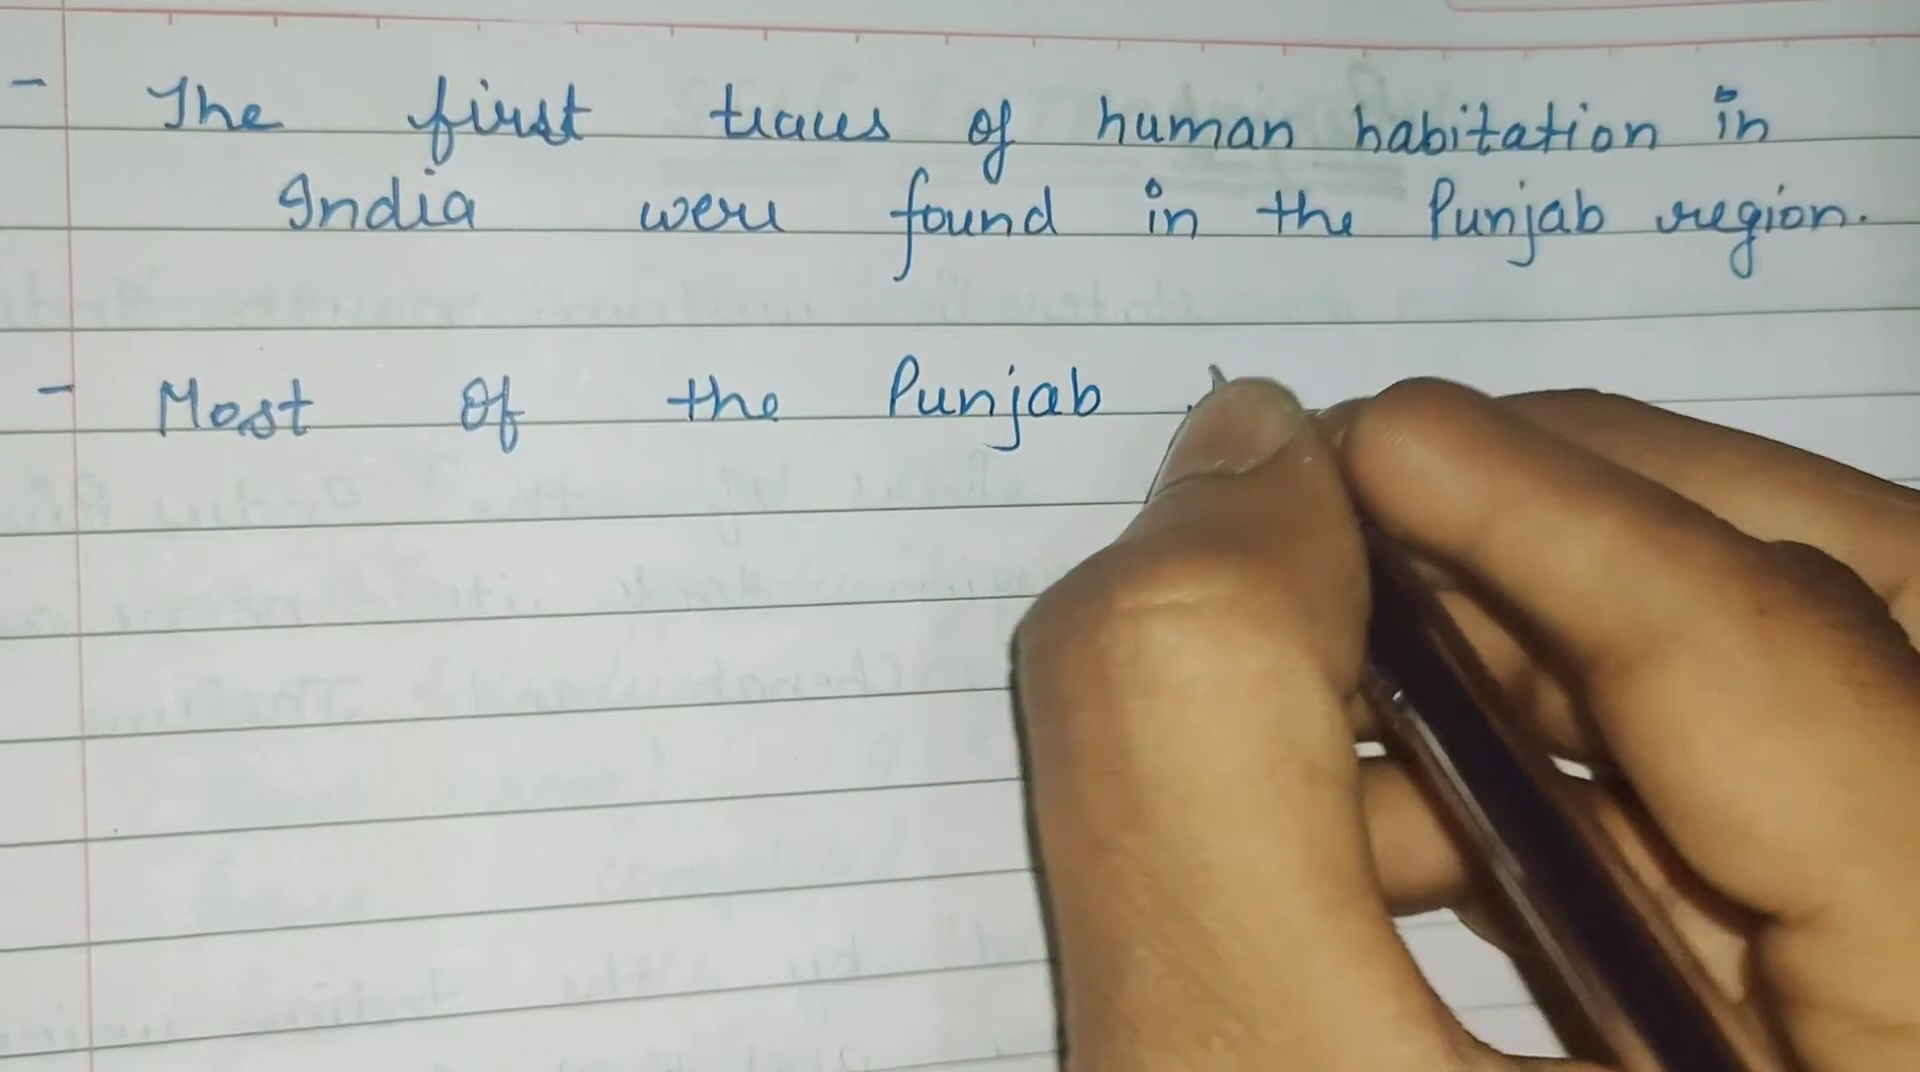 - The first traces of human habitation in
India were found in the Punjab region.
- Most Of the Punjab